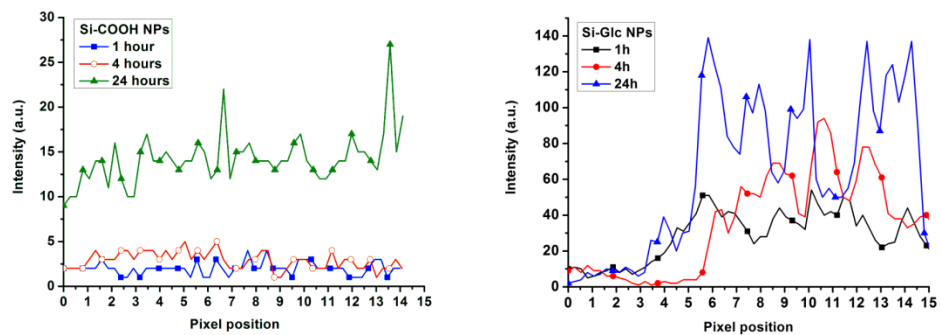 Si-COOH NPs
1 hour
4 hours
24 hours
Intensity (a.u.)
30
25
20
15
10
5
0
0 1 2 3 4 5 6 7 8 9 10 11 12 13 14 15
Pixel position
Si-Glc NPs
1h
4h
24h
Intensity (a.u.)
140
120
100
80
60
40
20
0
0 1 2 3 4 5 6 7 8 9 10 11 12 13 14 15
Pixel position